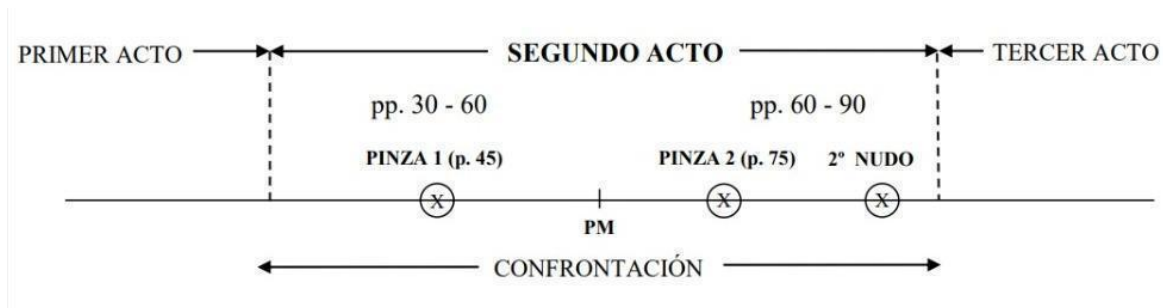 PRIMER ACTO SEGUNDO ACTO TERCER ACTO
pp. 30 - 60 pp. 60 - 90
PINZA 1 (p. 45) PINZA 2 (p. 75) 2º NUDO
X X X
PM
CONFRONTACIÓN